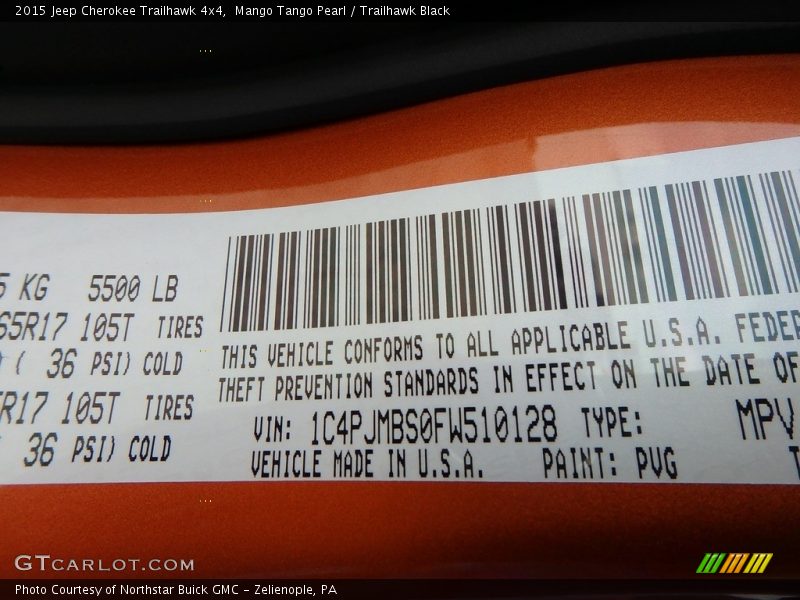 2015 Jeep Cherokee Trailhawk 4x4, Mango Tango Pearl / Trailhawk Black
5 KG 5500 LB
65R17 105T TIRES
( 36 PSI) COLD
R17 105T TIRES
36 PSI) COLD
THIS VEHICLE CONFORMS TO ALL APPLICABLE U.S.A. FEDER
THEFT PREVENTION STANDARDS IN EFFECT ON THE DATE OF
VIN: 1C4PJMBS0FW510128 TYPE: MPV
VEHICLE MADE IN U.S.A. PAINT: PVG
GTCARLOT.COM
Photo Courtesy of Northstar Buick GMC - Zelienople, PA